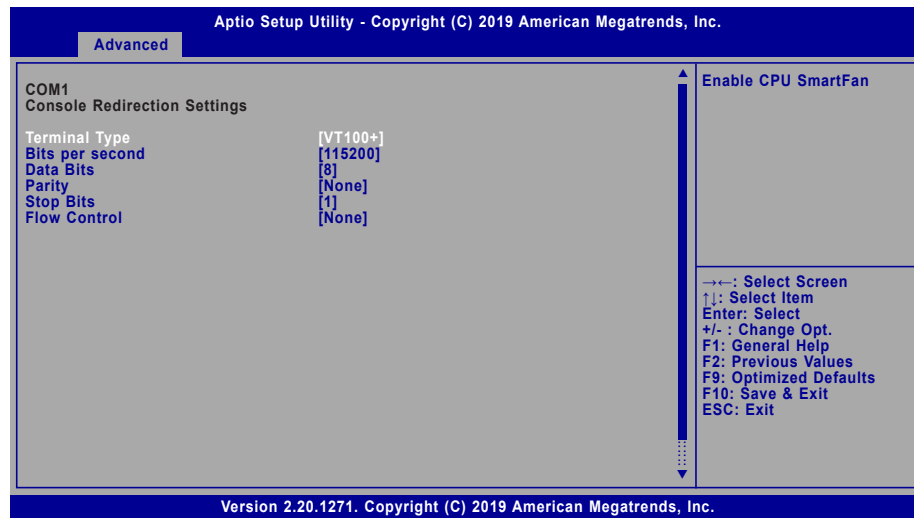 Aptio Setup Utility - Copyright (C) 2019 American Megatrends, Inc.
Advanced
COM1
Console Redirection Settings
Terminal Type [VT100+]
Bits per second [115200]
Data Bits [8]
Parity [None]
Stop Bits [1]
Flow Control [None]
Enable CPU SmartFan
→←: Select Screen
↑↓: Select Item
Enter: Select
+/- : Change Opt.
F1: General Help
F2: Previous Values
F9: Optimized Defaults
F10: Save & Exit
ESC: Exit
Version 2.20.1271. Copyright (C) 2019 American Megatrends, Inc.